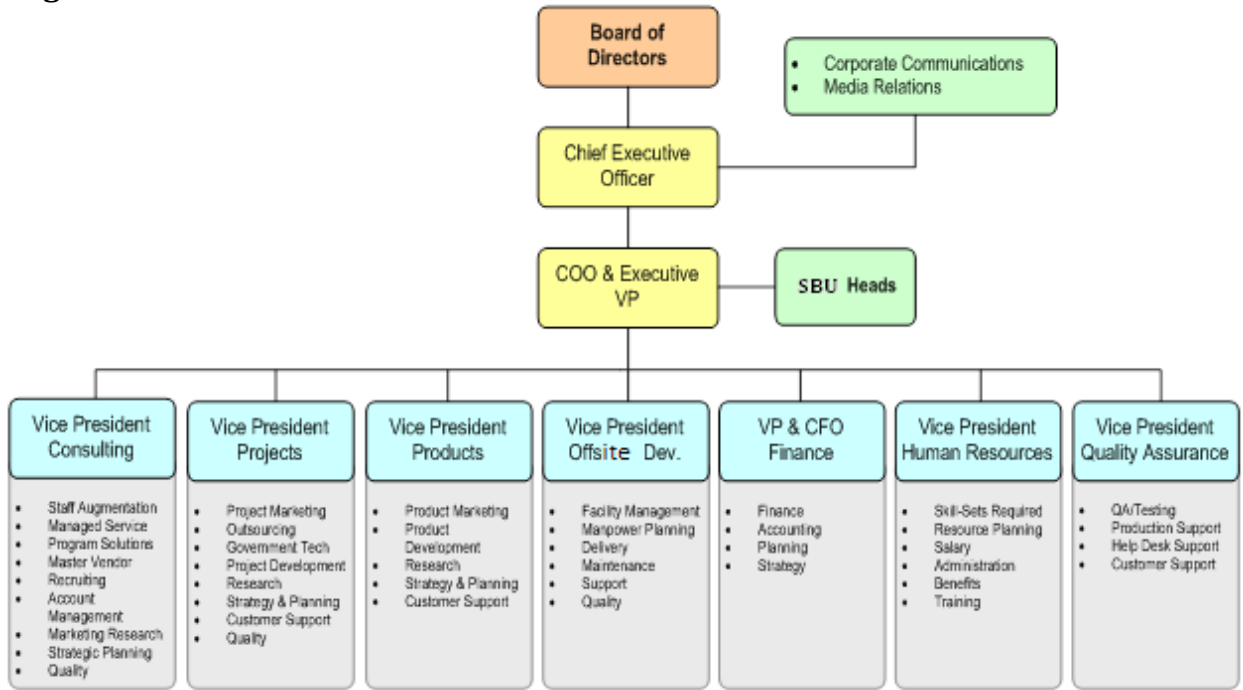 Board of
Directors
• Corporate Communications
• Media Relations
Chief Executive
Officer
COO & Executive
VP
SBU Heads
Vice President
Consulting
• Staff Augmentation
• Managed Service
• Program Solutions
• Master Vendor
• Recruiting
• Account
Management
• Marketing Research
• Strategic Planning
• Quality
Vice President
Projects
• Project Marketing
• Outsourcing
• Government Tech
• Project Development
• Research
• Strategy & Planning
• Customer Support
• Quality
Vice President
Products
• Product Marketing
• Product
Development
• Research
• Strategy & Planning
• Customer Support
Vice President
Offsite Dev.
• Facility Management
• Manpower Planning
• Delivery
• Maintenance
• Support
• Quality
VP & CFO
Finance
• Finance
• Accounting
• Planning
• Strategy
Vice President
Human Resources
• Skill-Sets Required
• Resource Planning
• Salary
• Administration
• Benefits
• Training
Vice President
Quality Assurance
• QA/Testing
• Production Support
• Help Desk Support
• Customer Support